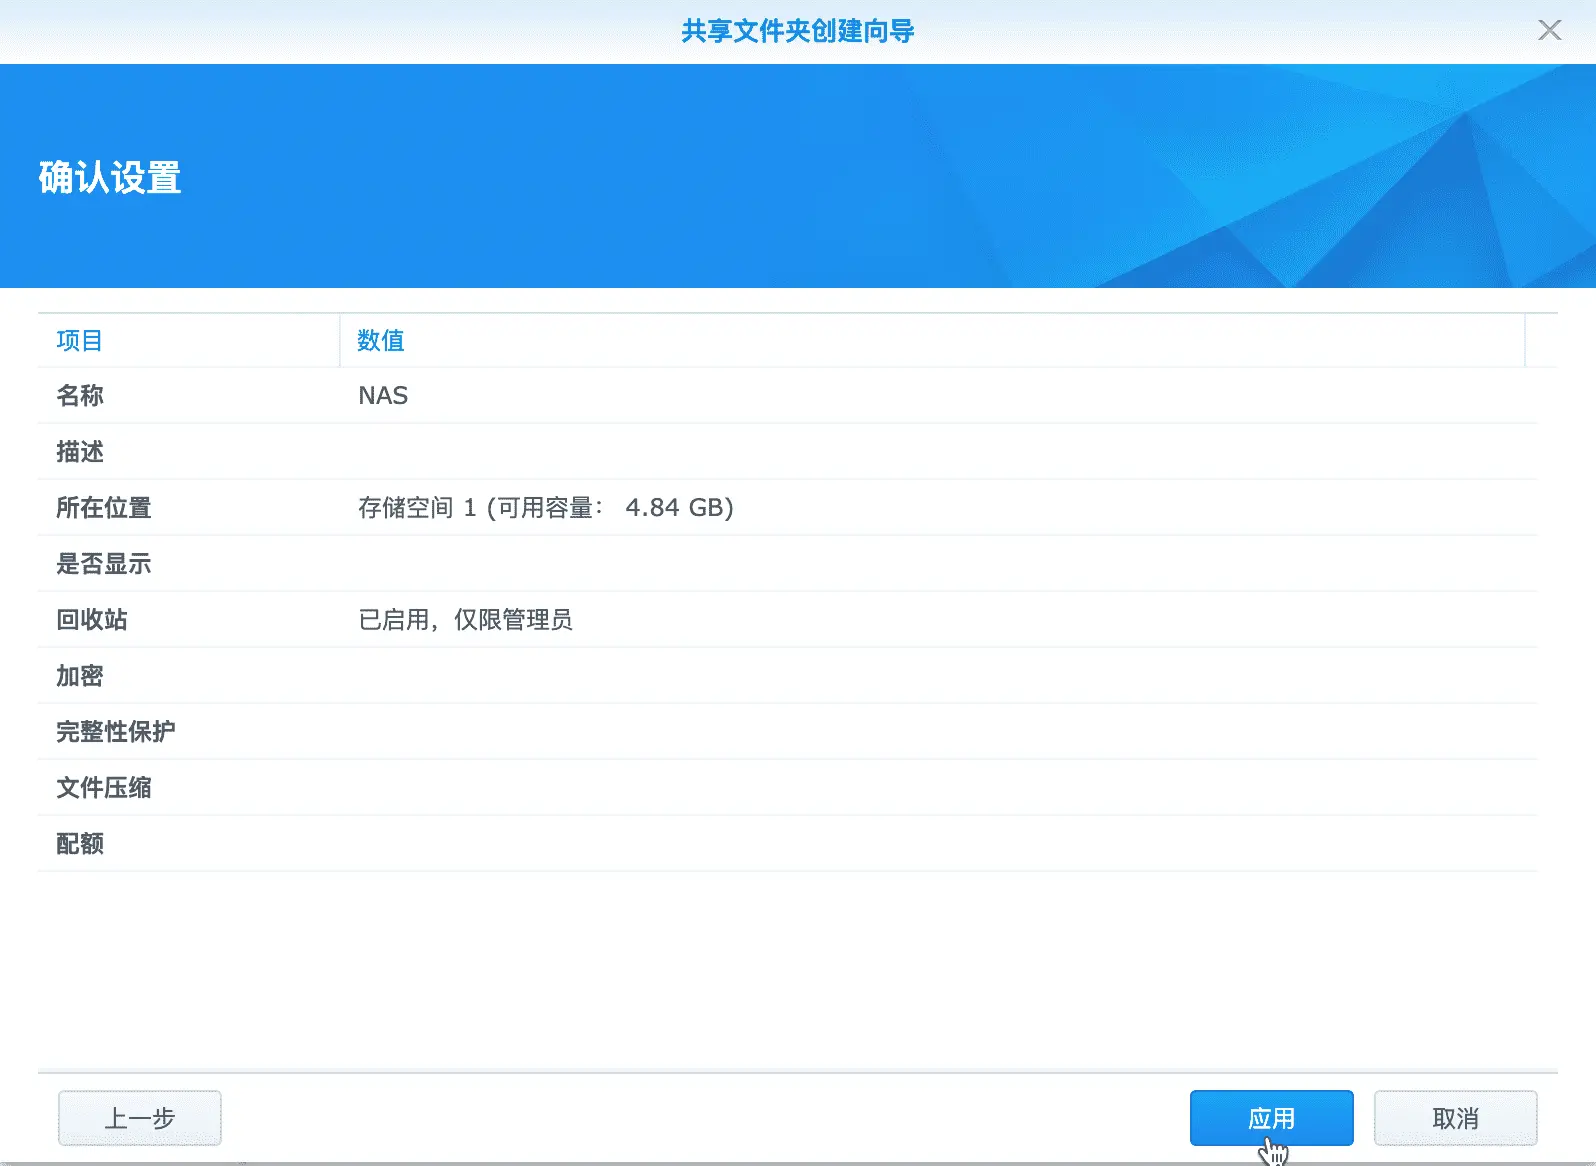 共享文件夹创建向导
确认设置
项目 数值
名称 NAS
描述
所在位置 存储空间 1 (可用容量： 4.84 GB)
是否显示
回收站 已启用，仅限管理员
加密
完整性保护
文件压缩
配额
上一步 应用 取消